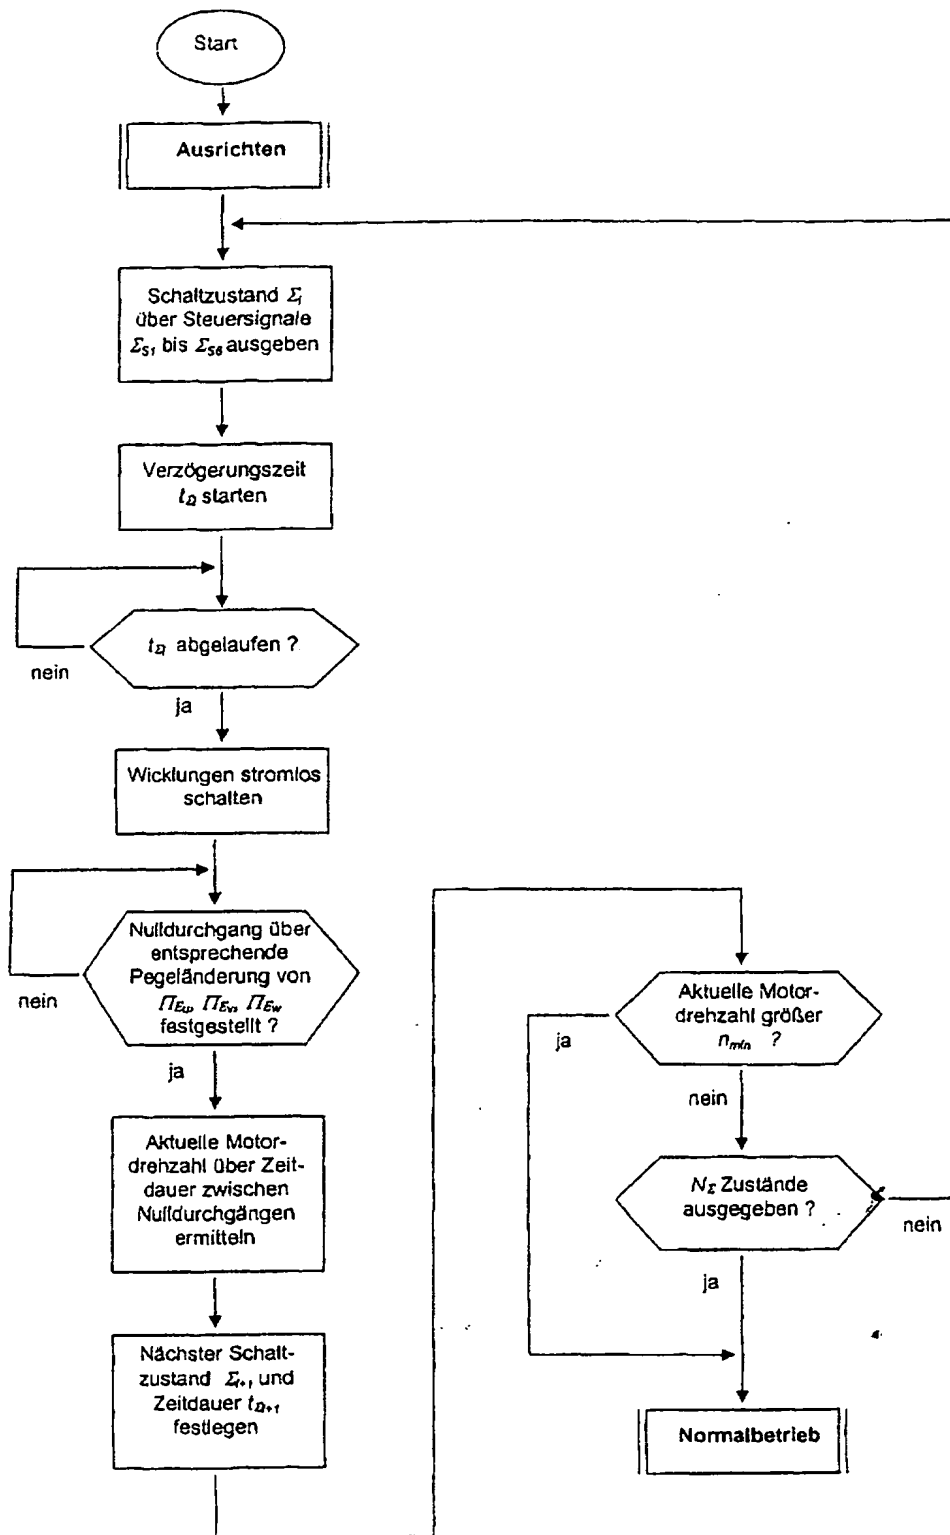 Start
Ausrichten
Schaltzustand Σi
über Steuersignale
ΣS1 bis ΣS6 ausgeben
Verzögerungszeit
tΣi starten
tΣi abgelaufen ?
nein
ja
Wicklungen stromlos
schalten
Nulldurchgang über
entsprechende
Pegeländerung von
ΠEu, ΠEv, ΠEw
festgestellt ?
nein
ja
Aktuelle Motor-
drehzahl über Zeit-
dauer zwischen
Nulldurchgängen
ermitteln
Nächster Schalt-
zustand Σi+1 und
Zeitdauer tΣi+1
festlegen
Aktuelle Motor-
drehzahl größer
nmin ?
ja
nein
NΣ Zustände
ausgegeben ?
nein
ja
Normalbetrieb